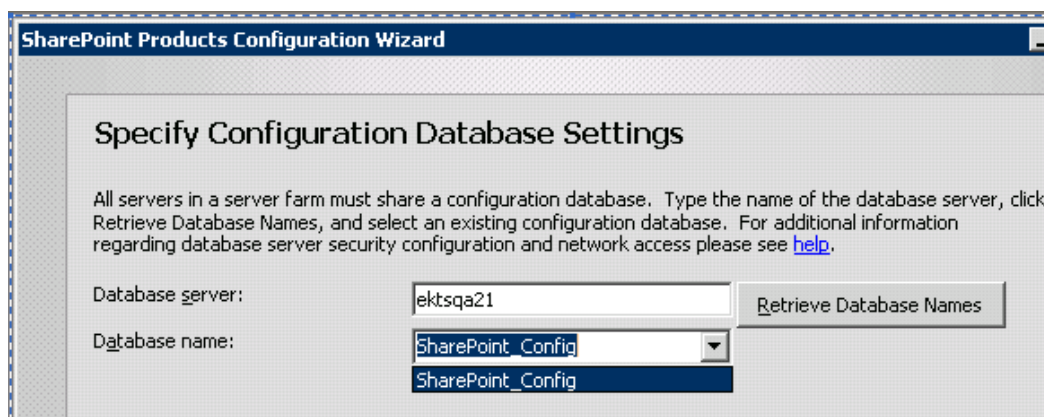 SharePoint Products Configuration Wizard
Specify Configuration Database Settings
All servers in a server farm must share a configuration database. Type the name of the database server, click
Retrieve Database Names, and select an existing configuration database. For additional information
regarding database server security configuration and network access please see help.
Database server:
ektsqa21
Retrieve Database Names
Database name:
SharePoint_Config
SharePoint_Config